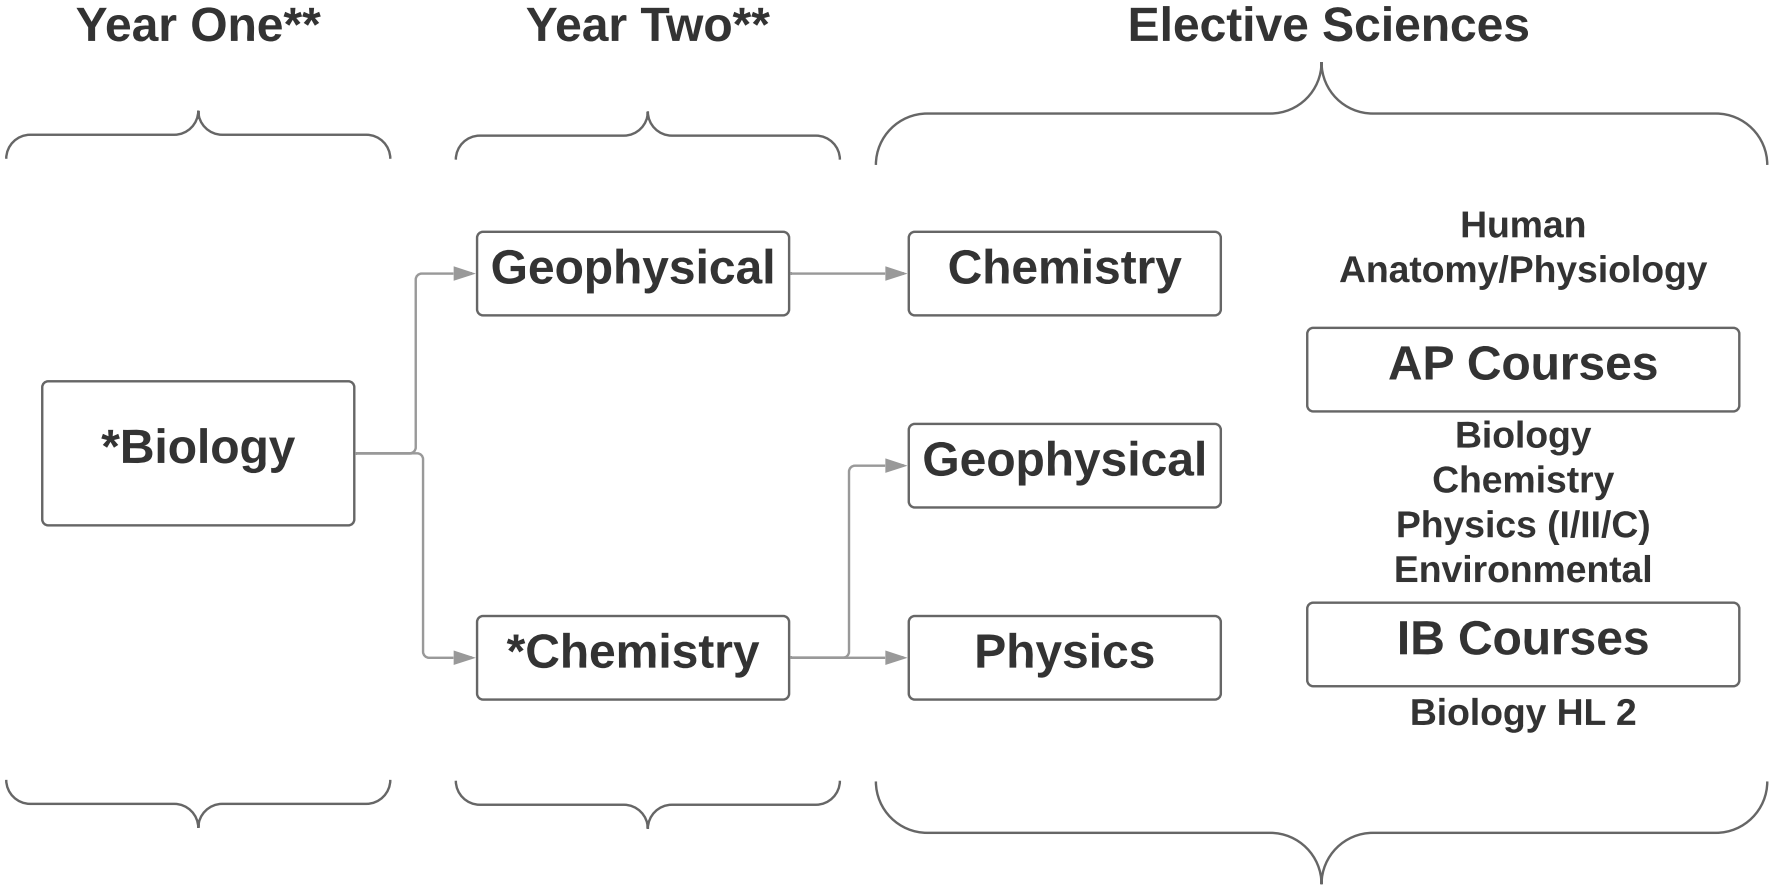 Year One**
Year Two**
Elective Sciences
*Biology
Geophysical
*Chemistry
Chemistry
Geophysical
Physics
Human
Anatomy/Physiology
AP Courses
Biology
Chemistry
Physics (I/II/C)
Environmental
IB Courses
Biology HL 2